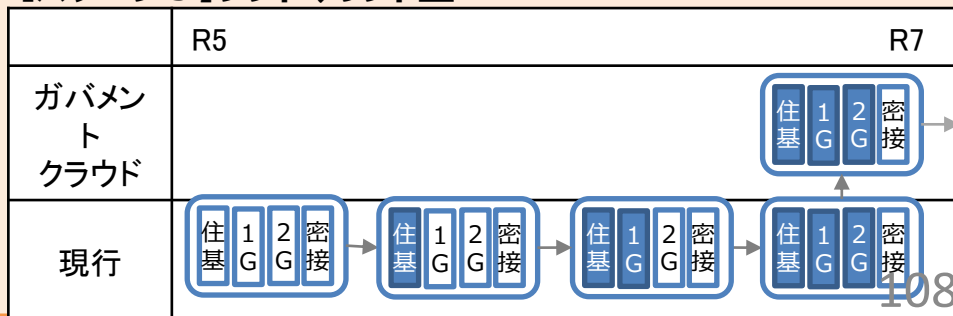 R5 R7
ガバメン
ト
クラウド
住基 1G 2G 密接
現行
住基 1G 2G 密接
住基 1G 2G 密接
住基 1G 2G 密接
住基 1G 2G 密接
108